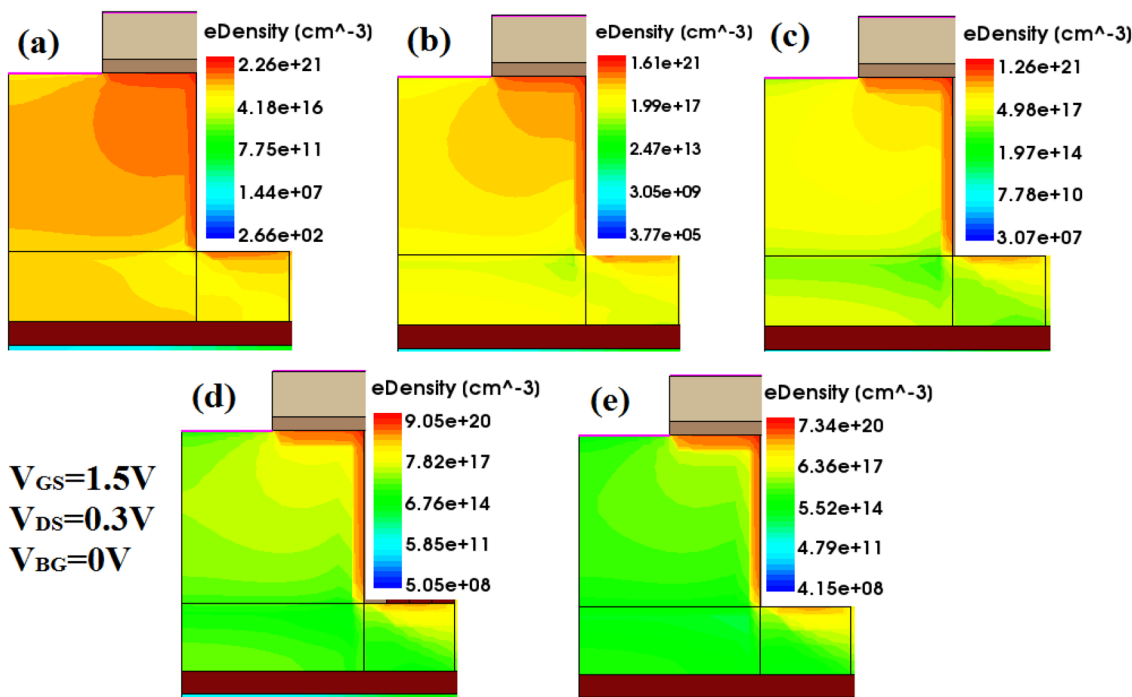 (a)
eDensity (cm^-3)
2.26e+21
4.18e+16
7.75e+11
1.44e+07
2.66e+02
(b)
eDensity (cm^-3)
1.61e+21
1.99e+17
2.47e+13
3.05e+09
3.77e+05
(c)
eDensity (cm^-3)
1.26e+21
4.98e+17
1.97e+14
7.78e+10
3.07e+07
VGS=1.5V
VDS=0.3V
VBG=0V
(d)
eDensity (cm^-3)
9.05e+20
7.82e+17
6.76e+14
5.85e+11
5.05e+08
(e)
eDensity (cm^-3)
7.34e+20
6.36e+17
5.52e+14
4.79e+11
4.15e+08